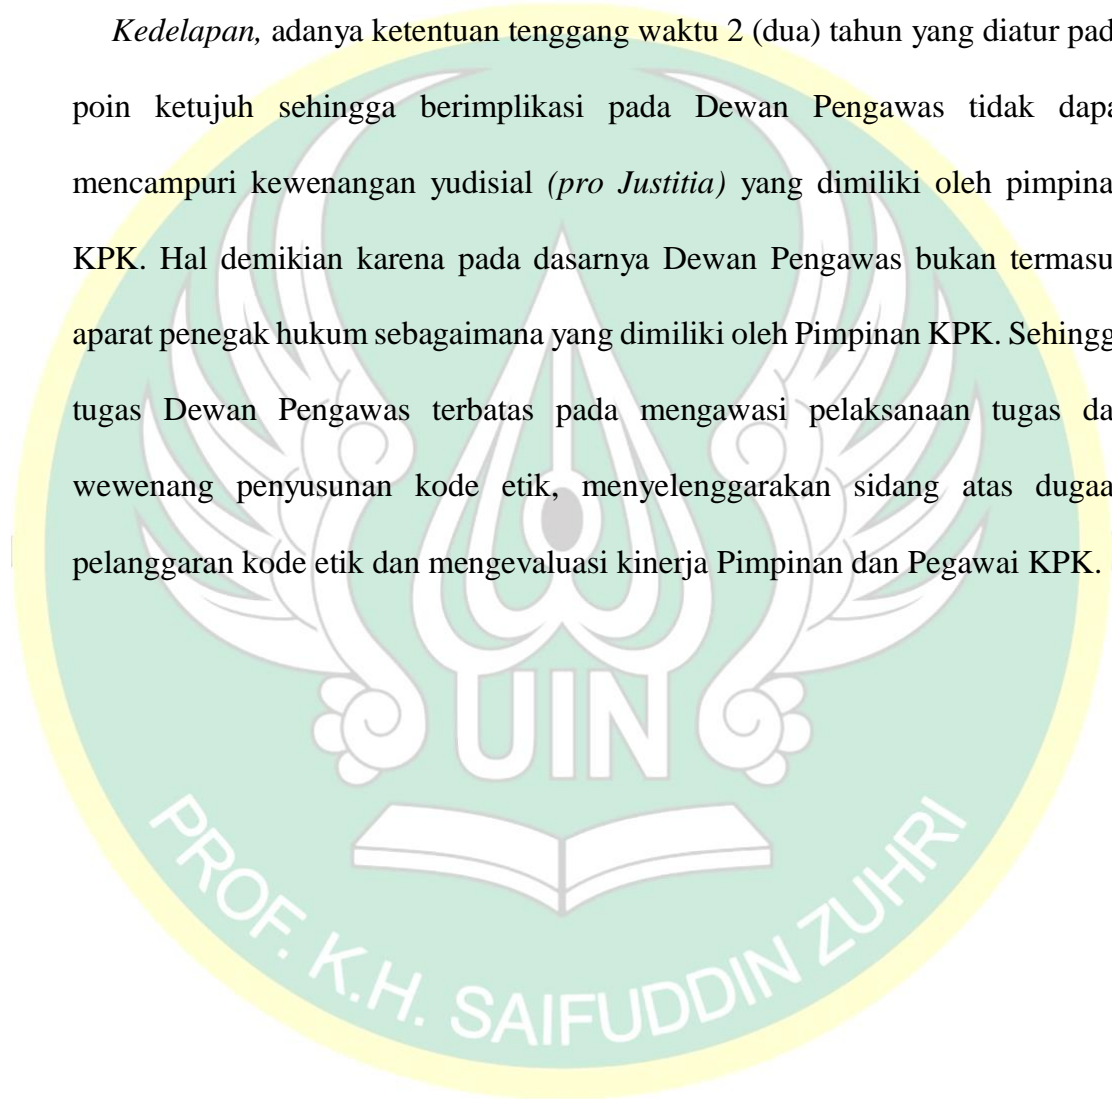 Kedelapan, adanya ketentuan tenggang waktu 2 (dua) tahun yang diatur pad
poin ketujuh sehingga berimplikasi pada Dewan Pengawas tidak dapa
mencampuri kewenangan yudisial (pro Justitia) yang dimiliki oleh pimpina
KPK. Hal demikian karena pada dasarnya Dewan Pengawas bukan termasu
aparat penegak hukum sebagaimana yang dimiliki oleh Pimpinan KPK. Sehingg
tugas Dewan Pengawas terbatas pada mengawasi pelaksanaan tugas da
wewenang penyusunan kode etik, menyelenggarakan sidang atas dugaa
pelanggaran kode etik dan mengevaluasi kinerja Pimpinan dan Pegawai KPK.
UIN
PROF. K.H. SAIFUDDIN ZUHRI